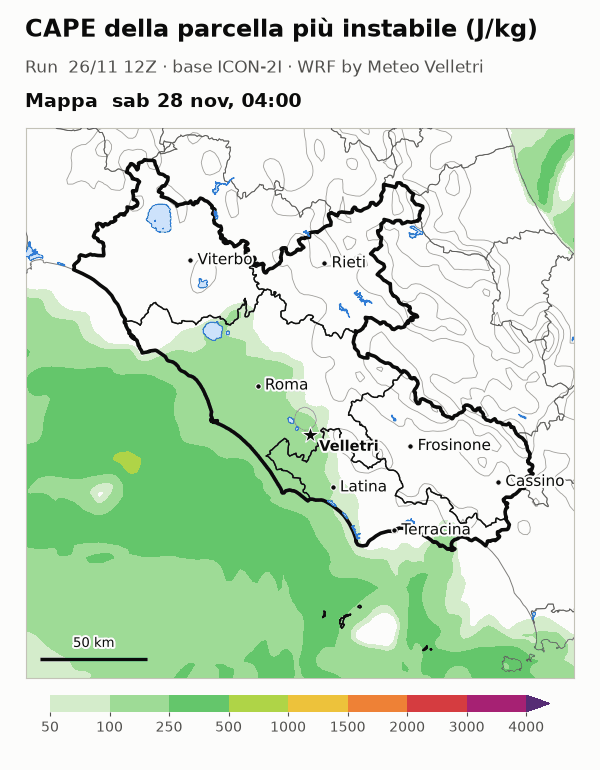 CAPE della parcella più instabile (J/kg)
Run  26/11 12Z · base ICON-2I · WRF by Meteo Velletri
Mappa  sab 28 nov, 04:00
Viterbo
Rieti
Roma
Velletri
Frosinone
Cassino
Latina
Terracina
50 km
50 100 250 500 1000 1500 2000 3000 4000